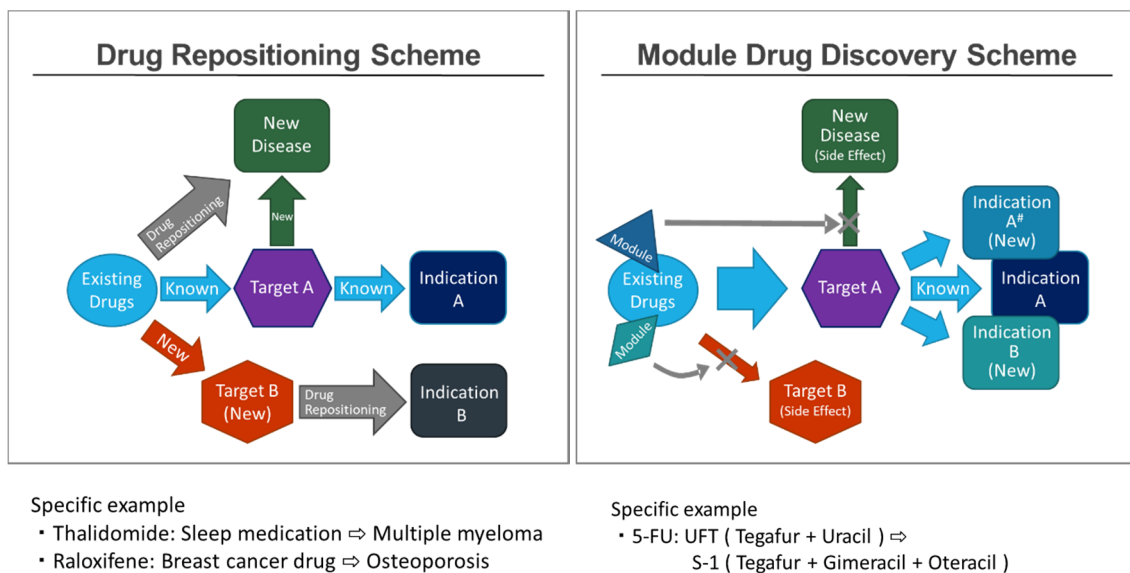 Drug Repositioning Scheme
New
Disease
Drug
Repositioning
New
Existing
Drugs
Known
Target A
Known
Indication
A
New
Target B
(New)
Drug
Repositioning
Indication
B
Module Drug Discovery Scheme
New
Disease
(Side Effect)
Module
Existing
Drugs
Module
Target A
Known
Indication
A#
(New)
Indication
A
Indication
B
(New)
Target B
(Side Effect)
Specific example
・Thalidomide: Sleep medication ⇨ Multiple myeloma
・Raloxifene: Breast cancer drug ⇨ Osteoporosis
Specific example
・5-FU: UFT ( Tegafur + Uracil ) ⇨
S-1 ( Tegafur + Gimeracil + Oteracil )